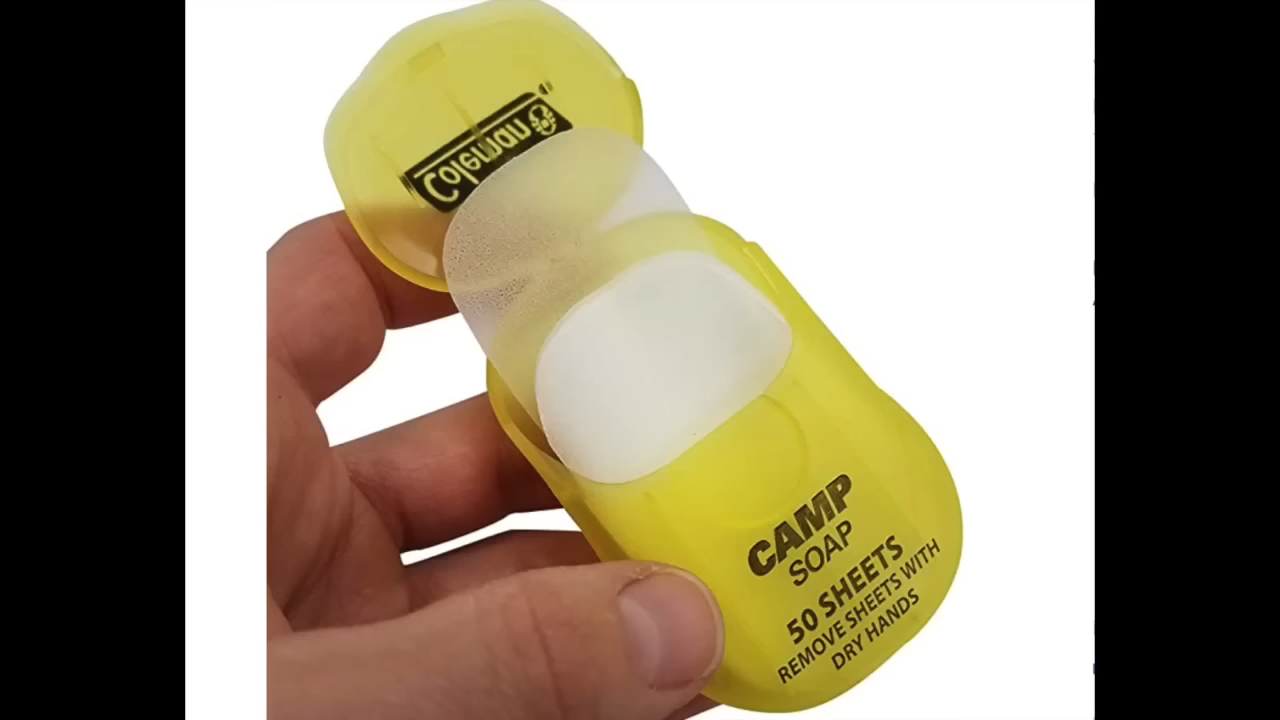 Coleman
CAMP
SOAP
50 SHEETS
REMOVE SHEETS WITH
DRY HANDS